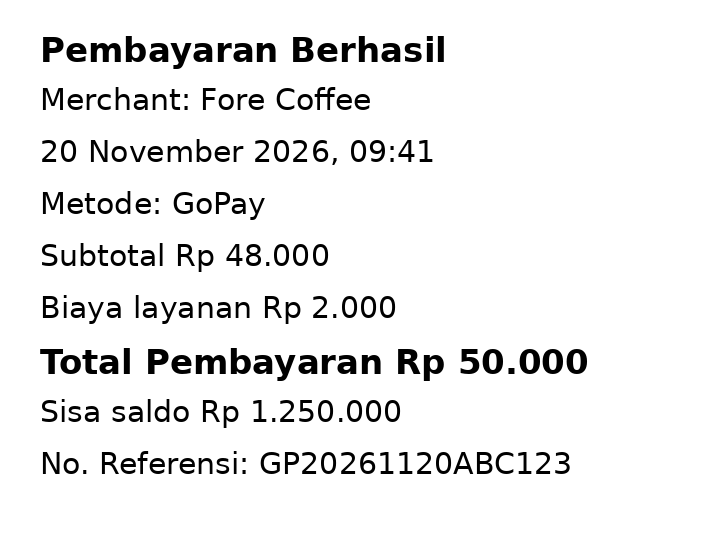 Pembayaran Berhasil
Merchant: Fore Coffee
20 November 2026, 09:41
Metode: GoPay
Subtotal Rp 48.000
Biaya layanan Rp 2.000
Total Pembayaran Rp 50.000
Sisa saldo Rp 1.250.000
No. Referensi: GP20261120ABC123